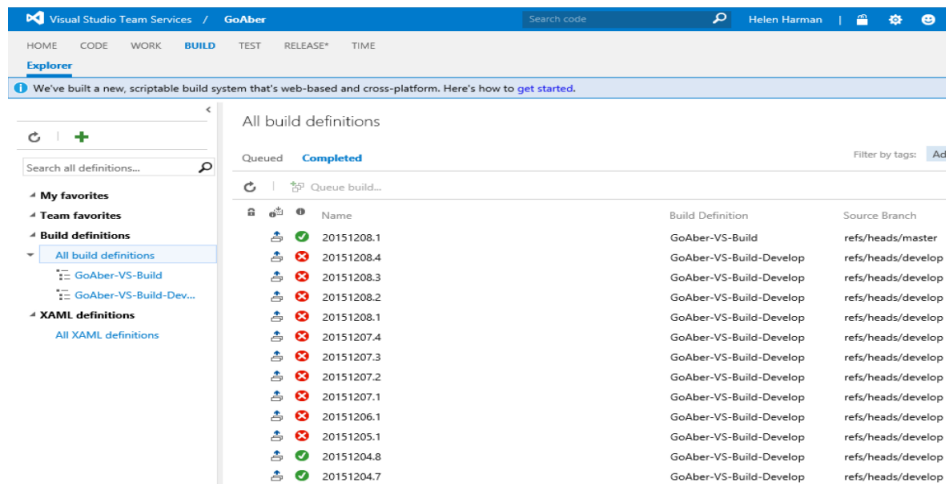 Visual Studio Team Services / GoAber Search code Helen Harman
HOME CODE WORK BUILD TEST RELEASE* TIME
Explorer
We've built a new, scriptable build system that's web-based and cross-platform. Here's how to get started.
All build definitions
Queued Completed Filter by tags: Ad
Search all definitions...
Queue build...
My favorites
Team favorites
Build definitions
All build definitions
GoAber-VS-Build
GoAber-VS-Build-Dev...
XAML definitions
All XAML definitions
Name Build Definition Source Branch
20151208.1 GoAber-VS-Build refs/heads/master
20151208.4 GoAber-VS-Build-Develop refs/heads/develop
20151208.3 GoAber-VS-Build-Develop refs/heads/develop
20151208.2 GoAber-VS-Build-Develop refs/heads/develop
20151208.1 GoAber-VS-Build-Develop refs/heads/develop
20151207.4 GoAber-VS-Build-Develop refs/heads/develop
20151207.3 GoAber-VS-Build-Develop refs/heads/develop
20151207.2 GoAber-VS-Build-Develop refs/heads/develop
20151207.1 GoAber-VS-Build-Develop refs/heads/develop
20151206.1 GoAber-VS-Build-Develop refs/heads/develop
20151205.1 GoAber-VS-Build-Develop refs/heads/develop
20151204.8 GoAber-VS-Build-Develop refs/heads/develop
20151204.7 GoAber-VS-Build-Develop refs/heads/develop